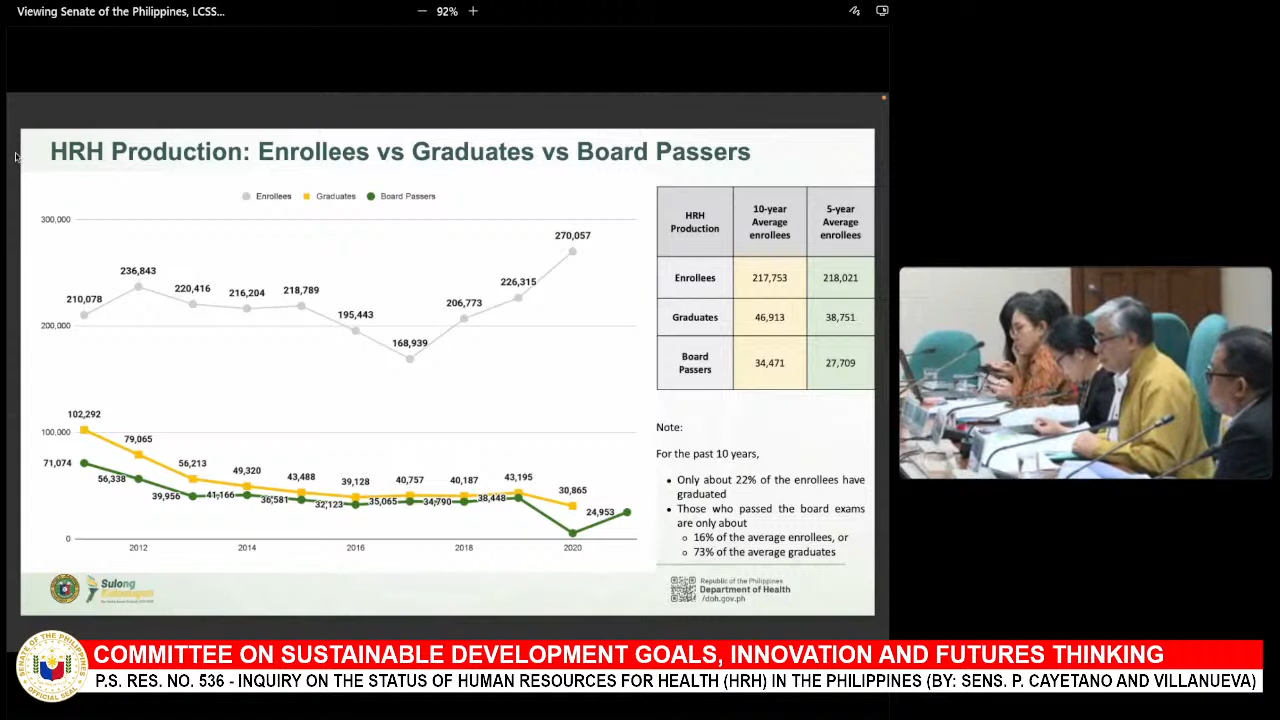 Viewing Senate of the Philippines, LCSS...
92%
HRH Production: Enrollees vs Graduates vs Board Passers
Enrollees
Graduates
Board Passers
300,000
200,000
100,000
0
210,078
236,843
220,416
216,204
218,789
195,443
168,939
206,773
226,315
270,057
102,292
79,065
56,213
49,320
43,488
39,128
40,757
40,187
43,195
30,865
71,074
56,338
39,956
41,166
36,581
32,123
35,065
34,790
38,448
24,953
2012
2014
2016
2018
2020
HRH Production
10-year Average enrollees
5-year Average enrollees
Enrollees
217,753
218,021
Graduates
46,913
38,751
Board Passers
34,471
27,709
Note:
For the past 10 years,
Only about 22% of the enrollees have
graduated
Those who passed the board exams
are only about
16% of the average enrollees, or
73% of the average graduates
Sulong
Republic of the Philippines
Department of Health
/doh.gov.ph
COMMITTEE ON SUSTAINABLE DEVELOPMENT GOALS, INNOVATION AND FUTURES THINKING
P.S. RES. NO. 536 - INQUIRY ON THE STATUS OF HUMAN RESOURCES FOR HEALTH (HRH) IN THE PHILIPPINES (BY: SENS. P. CAYETANO AND VILLANUEVA)